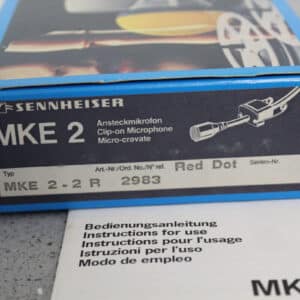 SENNHEISER
MKE 2
Ansteckmikrofon
Clip-on Microphone
Micro-cravate
Typ
Art.-Nr./Ord. No./N° ref.
Red Dot
Serien-Nr.
MKE 2-2 R 2983
Bedienungsanleitung
Instructions for use
Instructions pour l'usage
Istruzioni per l'uso
Modo de empleo
MK